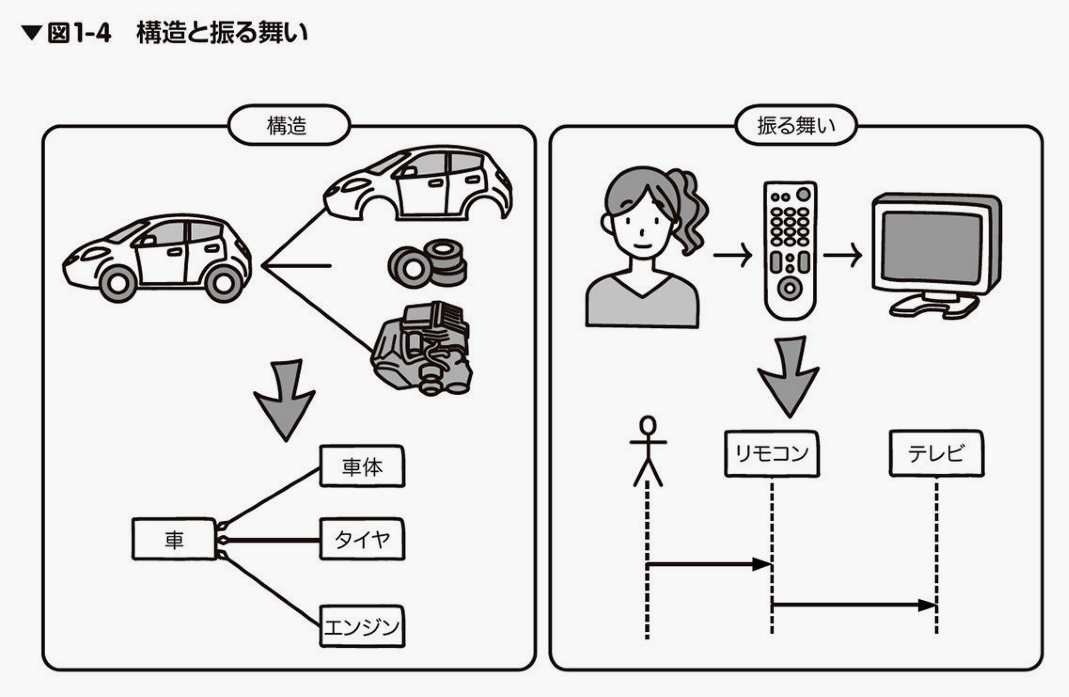 ▼図1-4 構造と振る舞い
構造
車
車体
タイヤ
エンジン
振る舞い
リモコン
テレビ